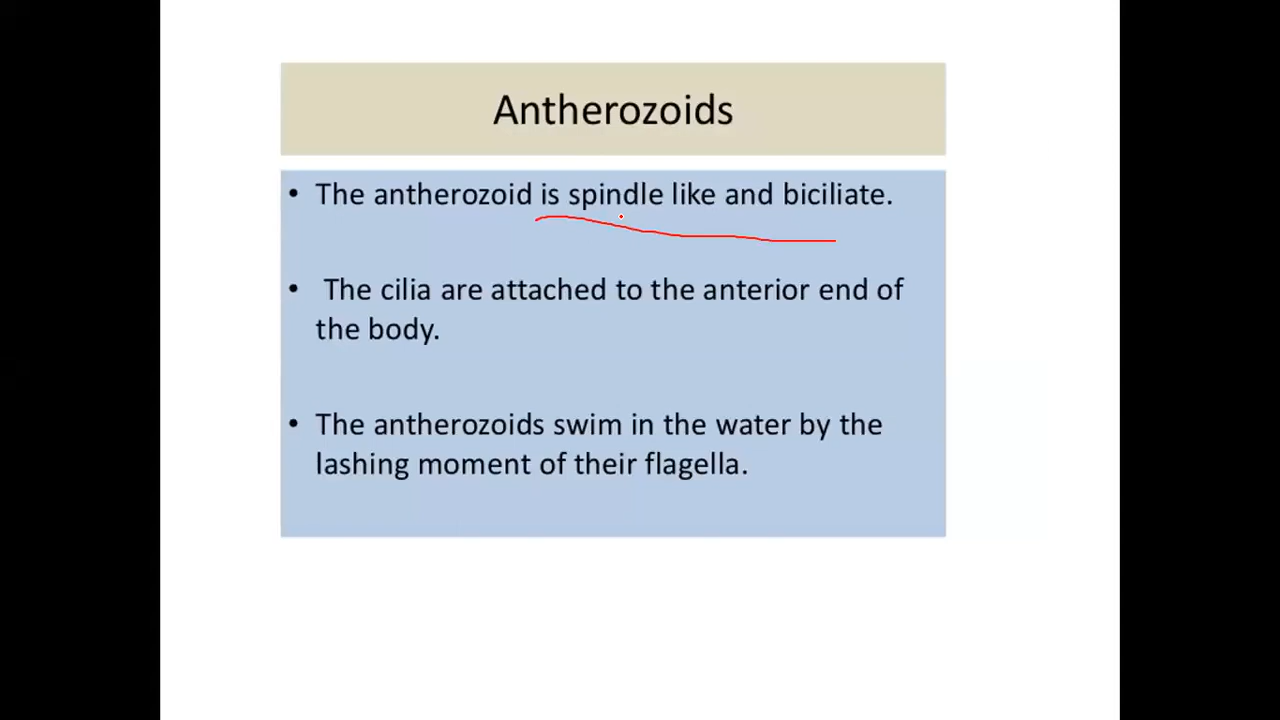 Antherozoids
• The antherozoid is spindle like and biciliate.
• The cilia are attached to the anterior end of
the body.
• The antherozoids swim in the water by the
lashing moment of their flagella.